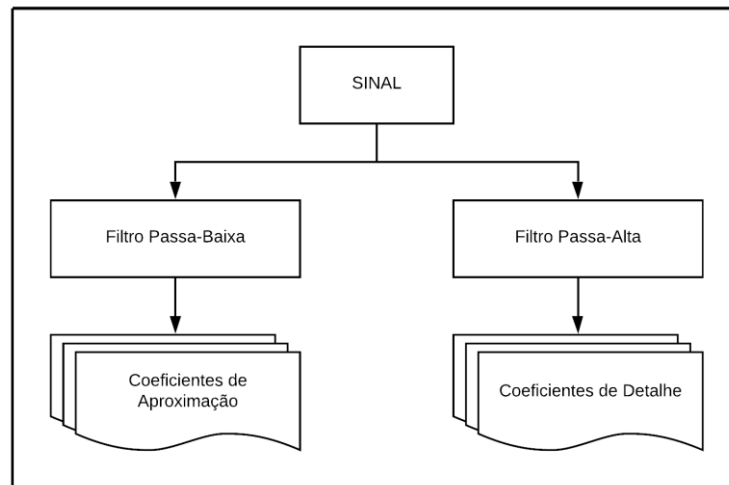 SINAL
Filtro Passa-Baixa
Filtro Passa-Alta
Coeficientes de
Aproximação
Coeficientes de Detalhe